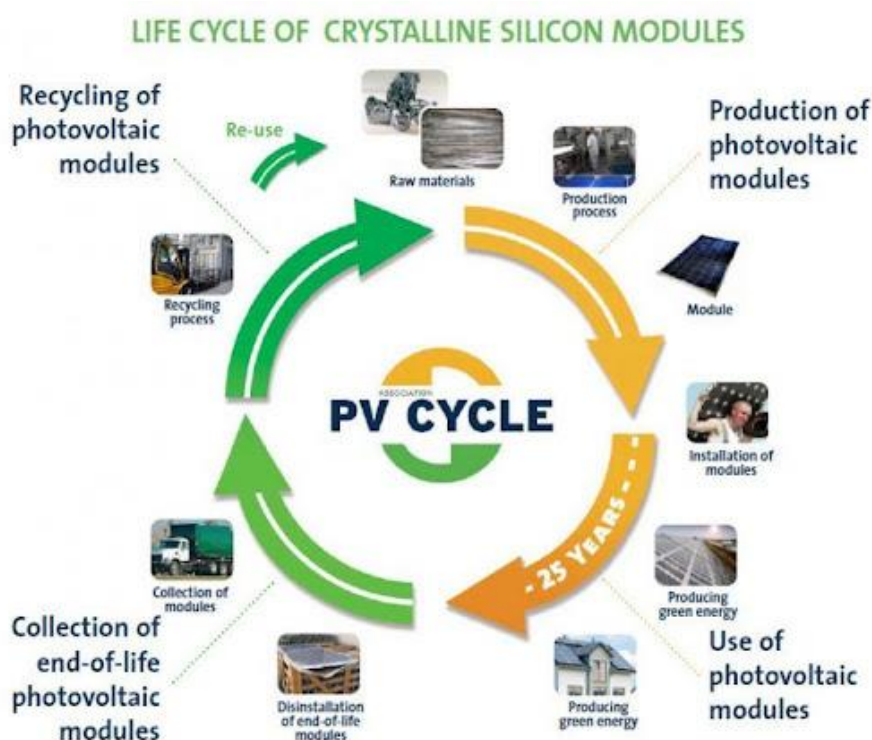 LIFE CYCLE OF CRYSTALLINE SILICON MODULES
Recycling of
photovoltaic
modules
Re-use
Raw materials
Production
process
Production of
photovoltaic
modules
Recycling
process
Module
ASSOCIATION
PV CYCLE
Installation of
modules
- 25 YEARS - - -
Collection of
modules
Producing
green energy
Collection of
end-of-life
photovoltaic
modules
Disinstallation
of end-of-life
modules
Producing
green energy
Use of
photovoltaic
modules